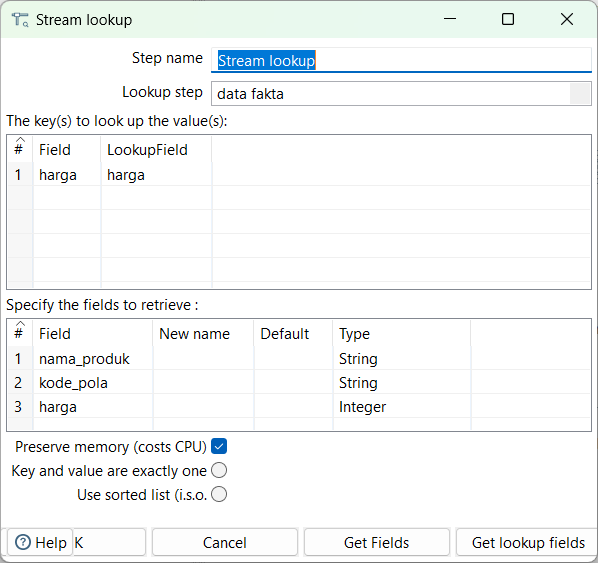 Stream lookup
Step name Stream lookup
Lookup step data fakta
The key(s) to look up the value(s):
# Field LookupField
1 harga harga
Specify the fields to retrieve :
# Field New name Default Type
1 nama_produk String
2 kode_pola String
3 harga Integer
Preserve memory (costs CPU)
Key and value are exactly one
Use sorted list (i.s.o.
Help K Cancel Get Fields Get lookup fields